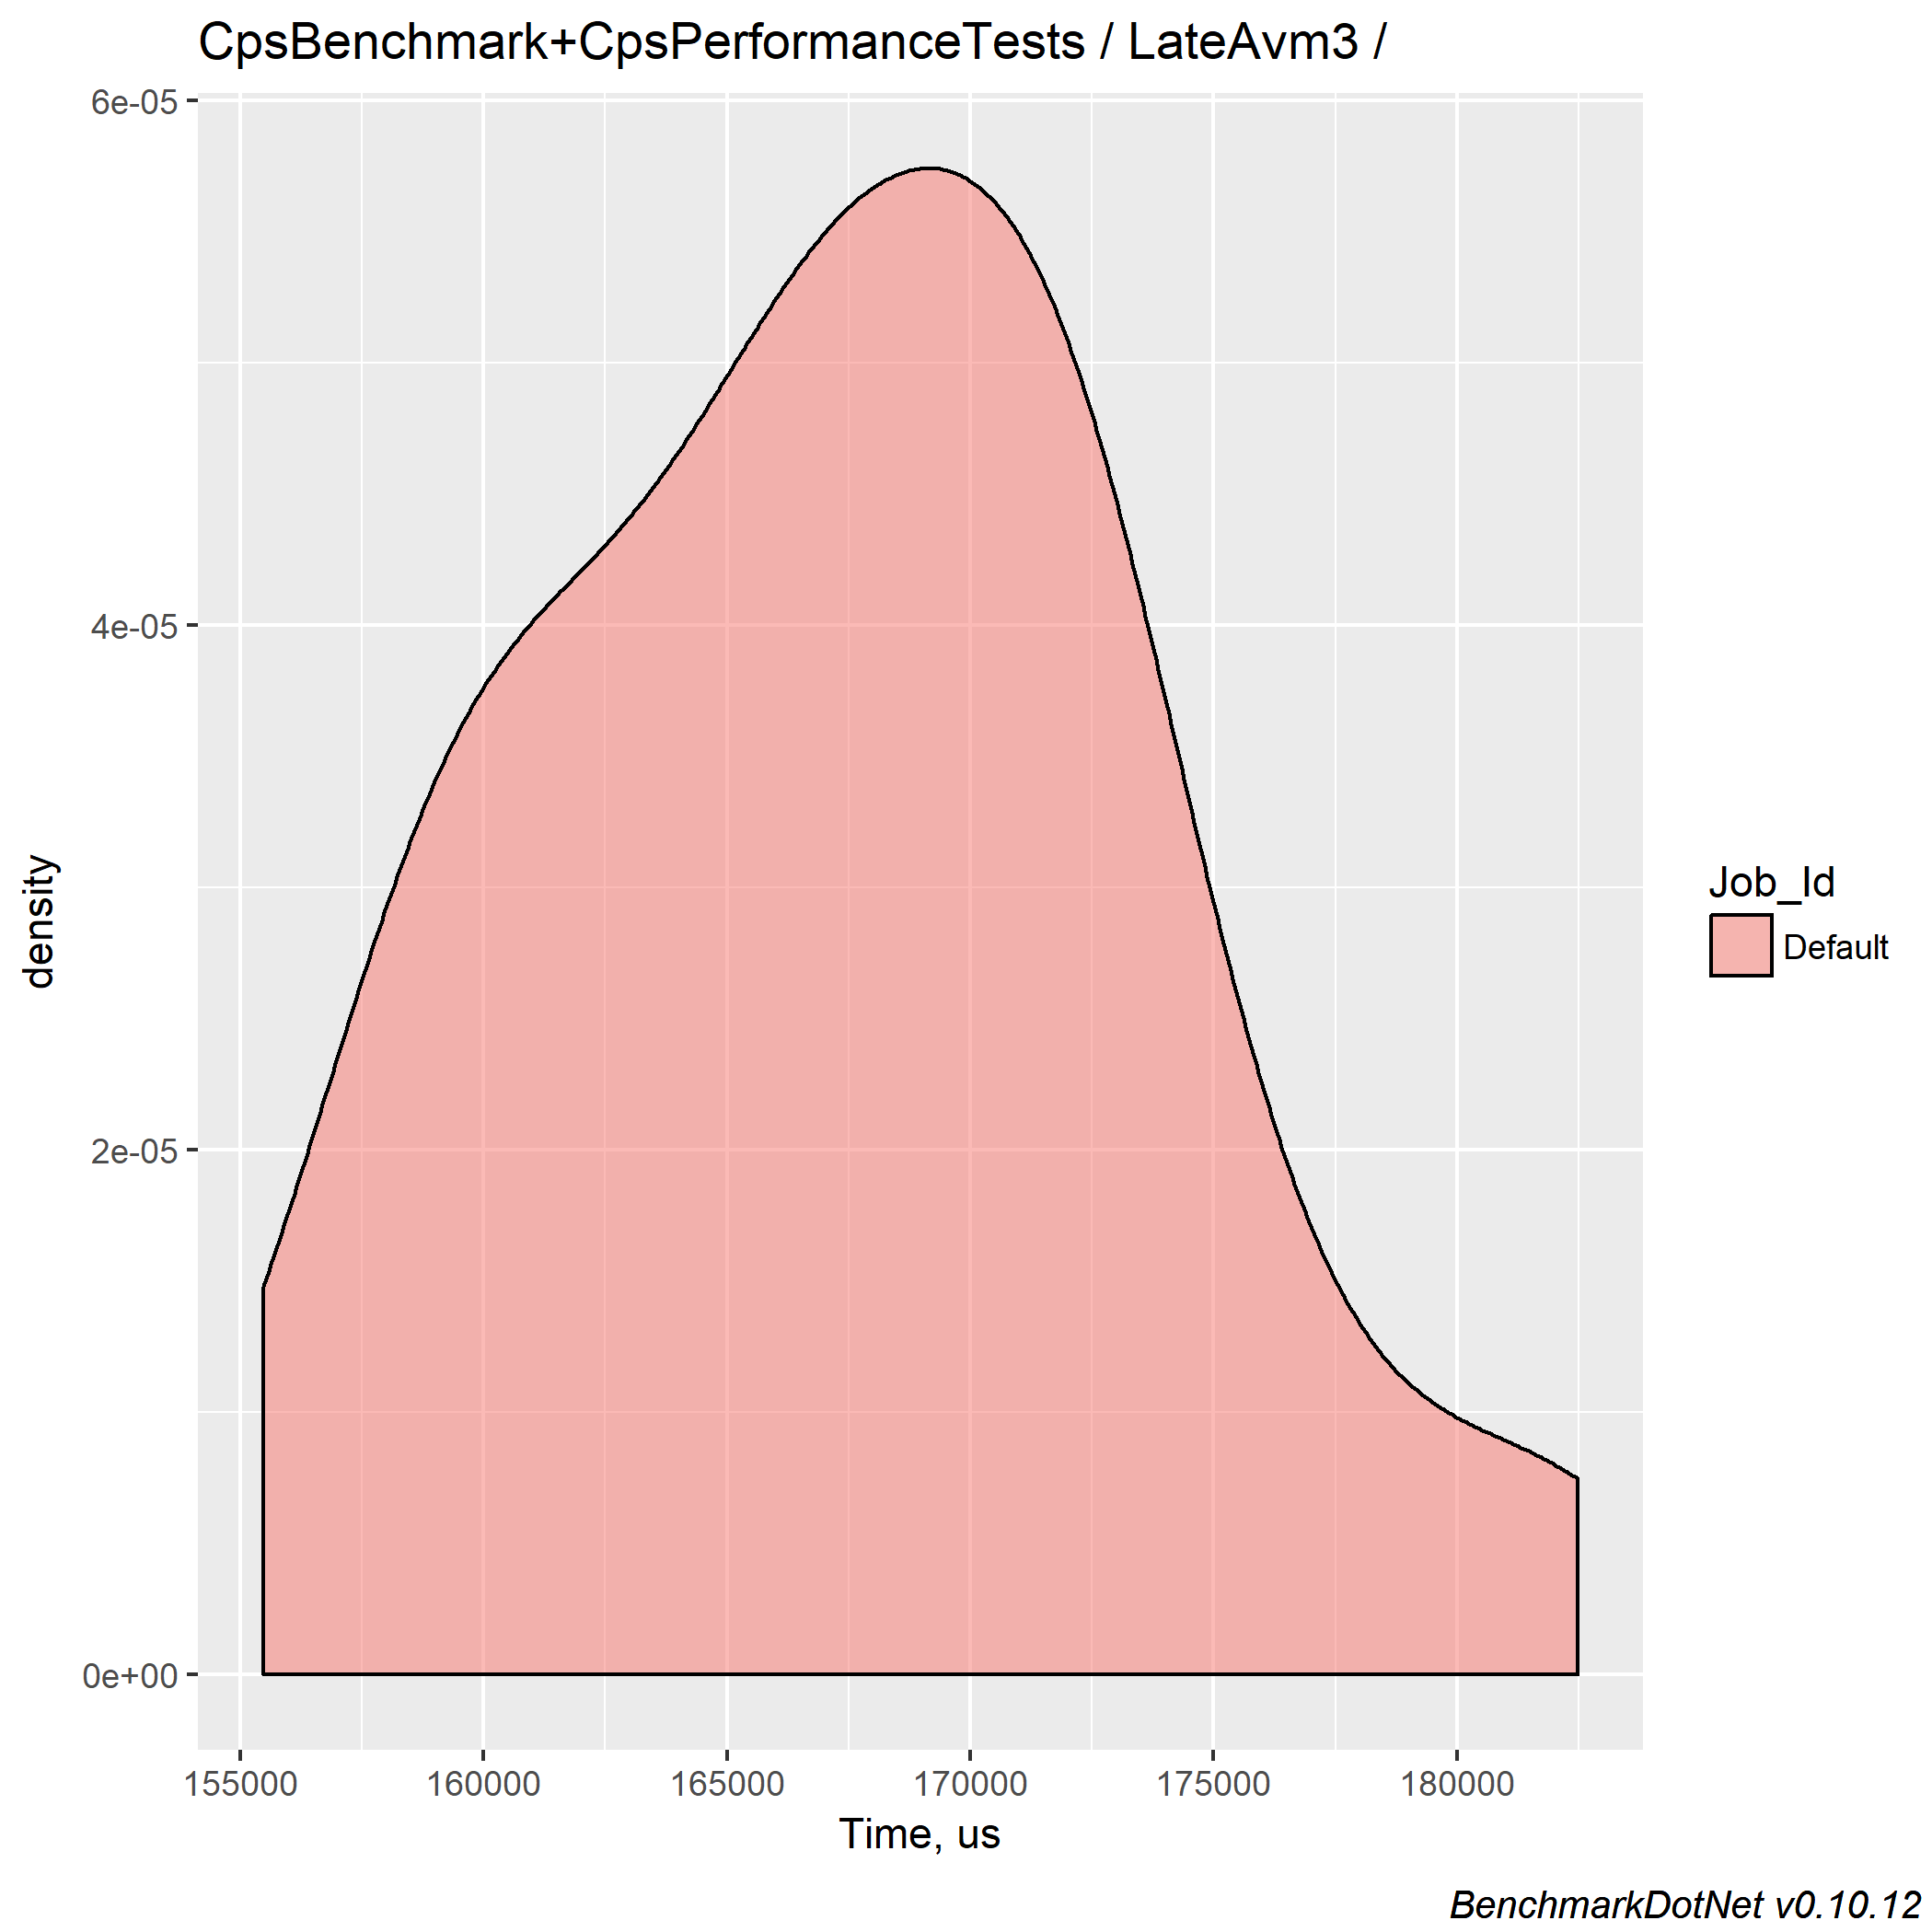 CpsBenchmark+CpsPerformanceTests / LateAvm3 /
6e-05
4e-05
2e-05
0e+00
density
155000 160000 165000 170000 175000 180000
Time, us
Job_Id
Default
BenchmarkDotNet v0.10.12